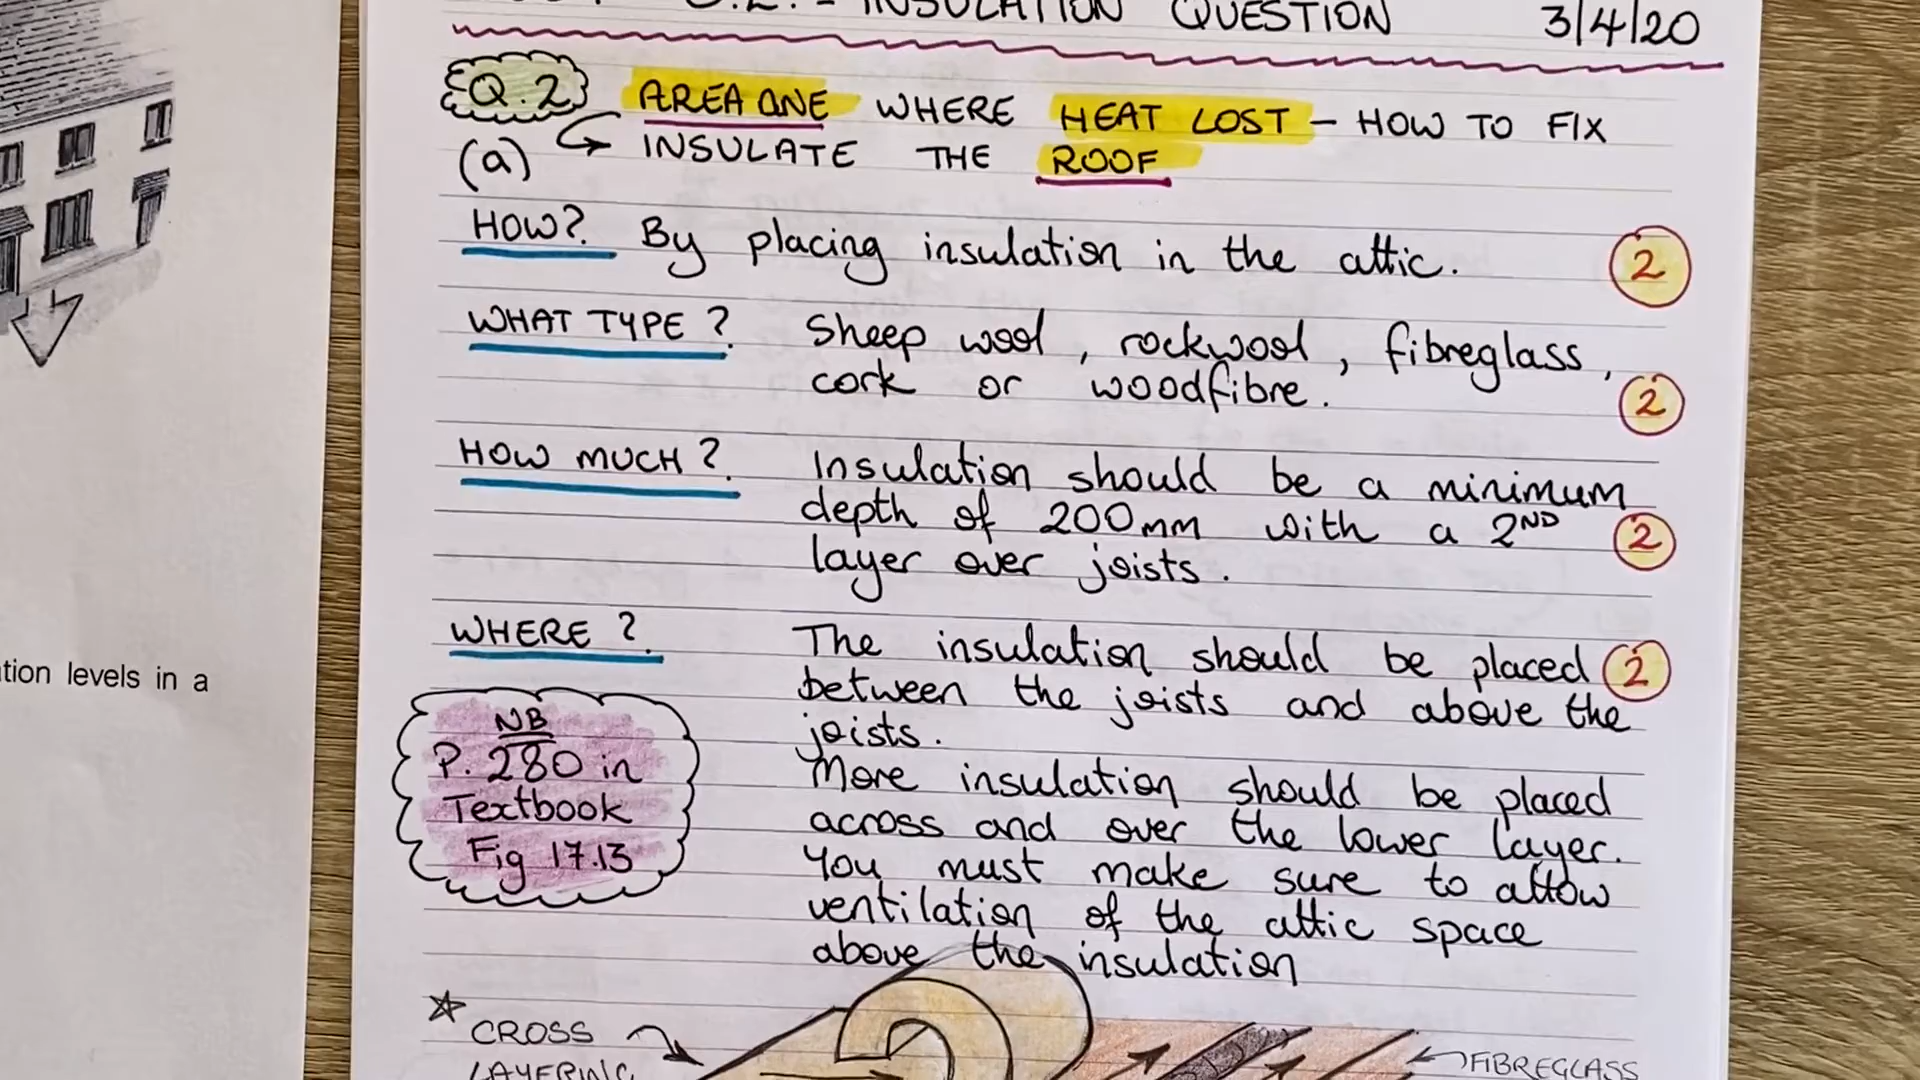 INSULATION QUESTION 3/4/20
Q.2 AREA ONE WHERE HEAT LOST - HOW TO FIX
(a) INSULATE THE ROOF
HOW? By placing insulation in the attic. 2
WHAT TYPE? Sheep wool, rockwool, fibreglass,
cork or woodfibre. 2
HOW MUCH? Insulation should be a minimum
depth of 200mm with a 2ND 2
layer over joists.
WHERE? The insulation should be placed 2
between the joists and above the
joists.
More insulation should be placed
across and over the lower layer.
You must make sure to allow
ventilation of the attic space
above the insulation
NB
P. 280 in
Textbook
Fig 17.13
tion levels in a
CROSS
LAYERING
FIBREGLASS